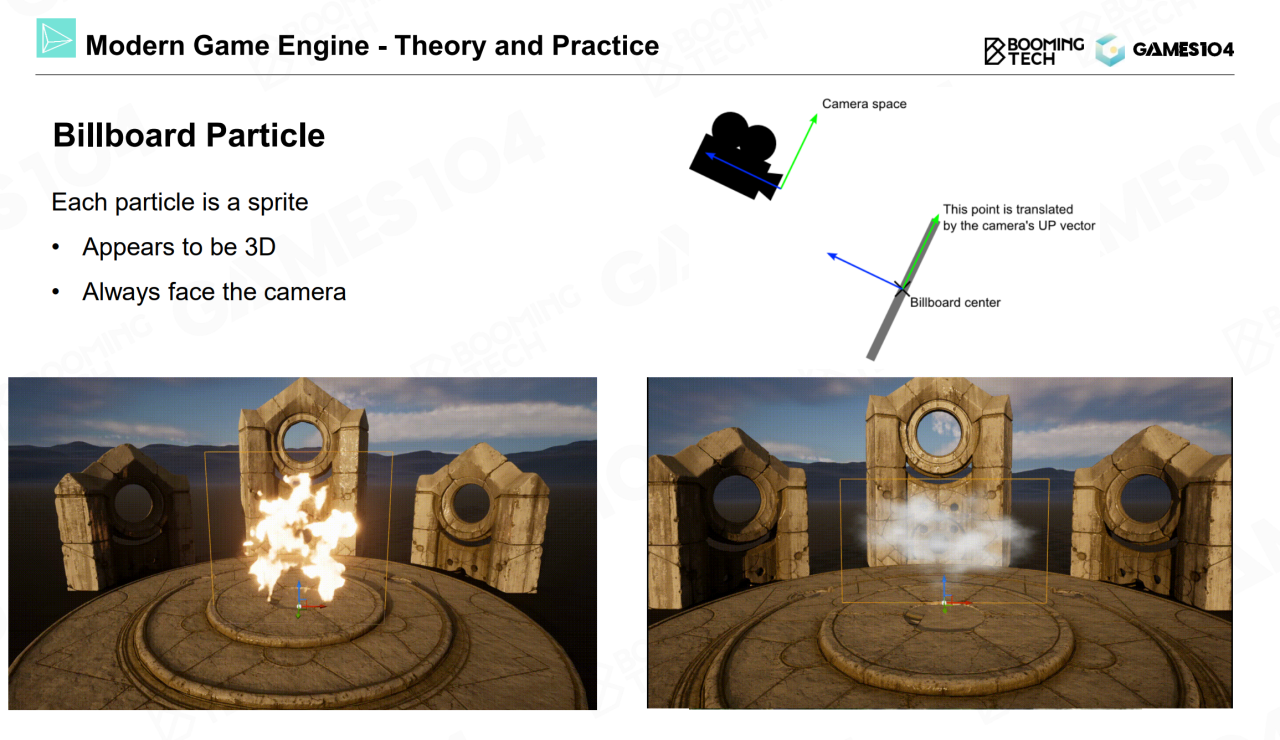 Modern Game Engine - Theory and Practice
BOOMING
TECH
GAMES104
Billboard Particle
Each particle is a sprite
• Appears to be 3D
• Always face the camera
Camera space
This point is translated
by the camera's UP vector
Billboard center